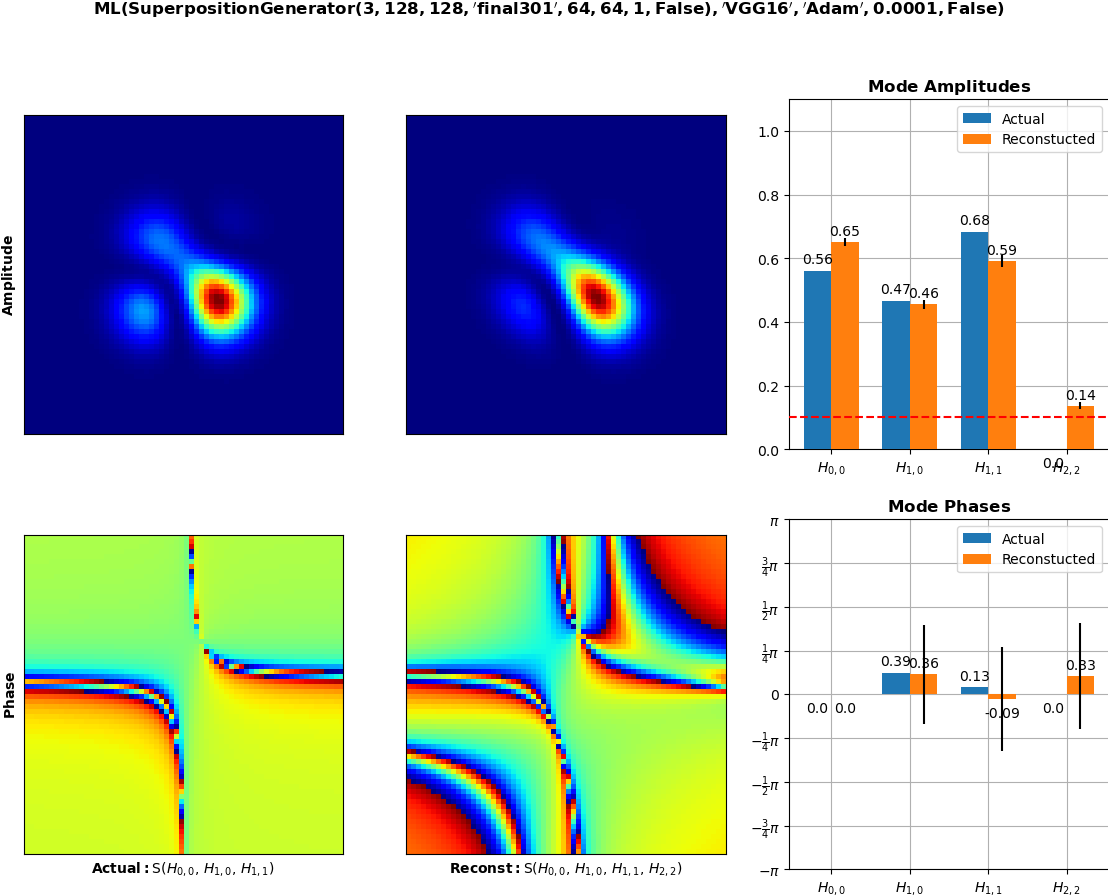 ML(SuperpositionGenerator(3, 128, 128, 'final301', 64, 64, 1, False), 'VGG16', 'Adam', 0.0001, False)
Mode Amplitudes
Actual
Reconstucted
1.0
0.8
0.6
0.4
0.2
0.0
0.56
0.65
0.47
0.46
0.68
0.59
0.0
0.14
H0,0
H1,0
H1,1
H2,2
Amplitude
Mode Phases
Actual
Reconstucted
π
3/4π
1/2π
1/4π
0
−1/4π
−1/2π
−3/4π
−π
0.0
0.0
0.39
0.36
0.13
-0.09
0.0
0.33
H0,0
H1,0
H1,1
H2,2
Phase
Actual: S(H0,0, H1,0, H1,1)
Reconst: S(H0,0, H1,0, H1,1, H2,2)